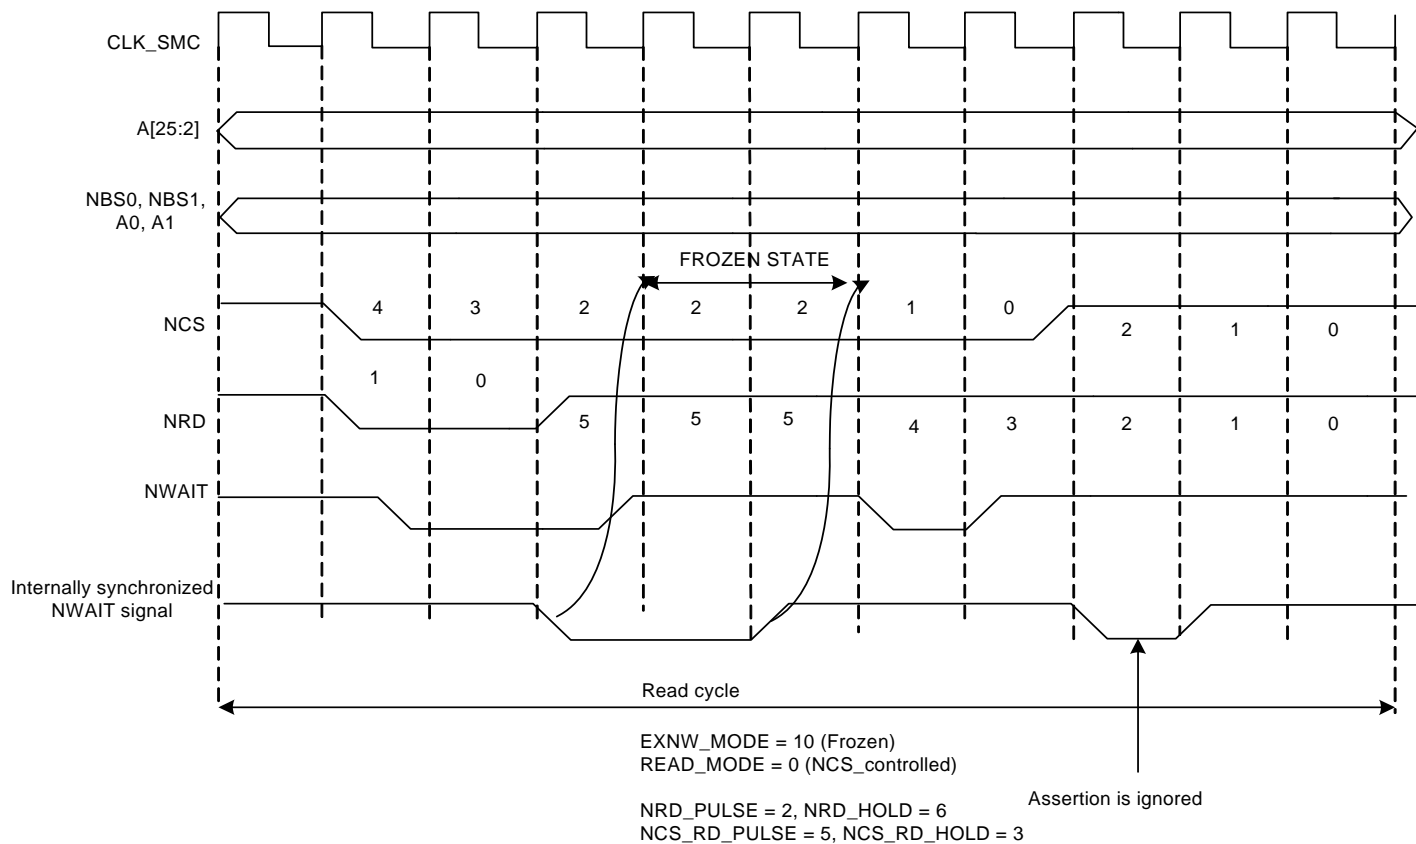 CLK_SMC
A[25:2]
NBS0, NBS1,
A0, A1
FROZEN STATE
NCS
4 3 2 2 2 1 0
2 1 0
1 0
NRD
5 5 5 4 3 2 1 0
NWAIT
Internally synchronized
NWAIT signal
Read cycle
EXNW_MODE = 10 (Frozen)
READ_MODE = 0 (NCS_controlled)
Assertion is ignored
NRD_PULSE = 2, NRD_HOLD = 6
NCS_RD_PULSE = 5, NCS_RD_HOLD = 3